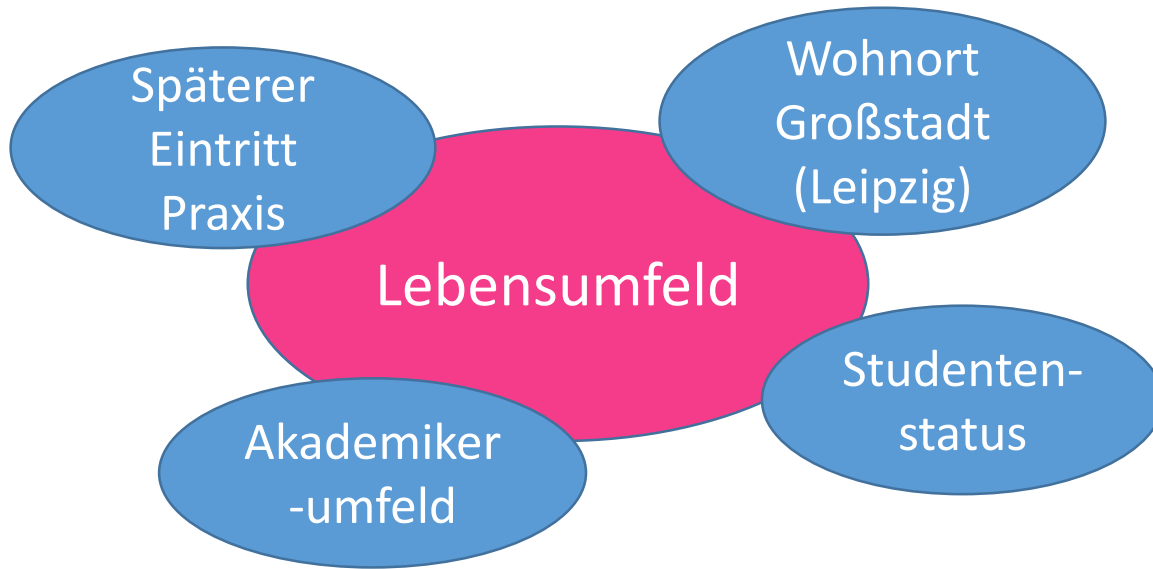 Späterer
Eintritt
Praxis
Wohnort
Großstadt
(Leipzig)
Lebensumfeld
Studenten-
status
Akademiker
-umfeld